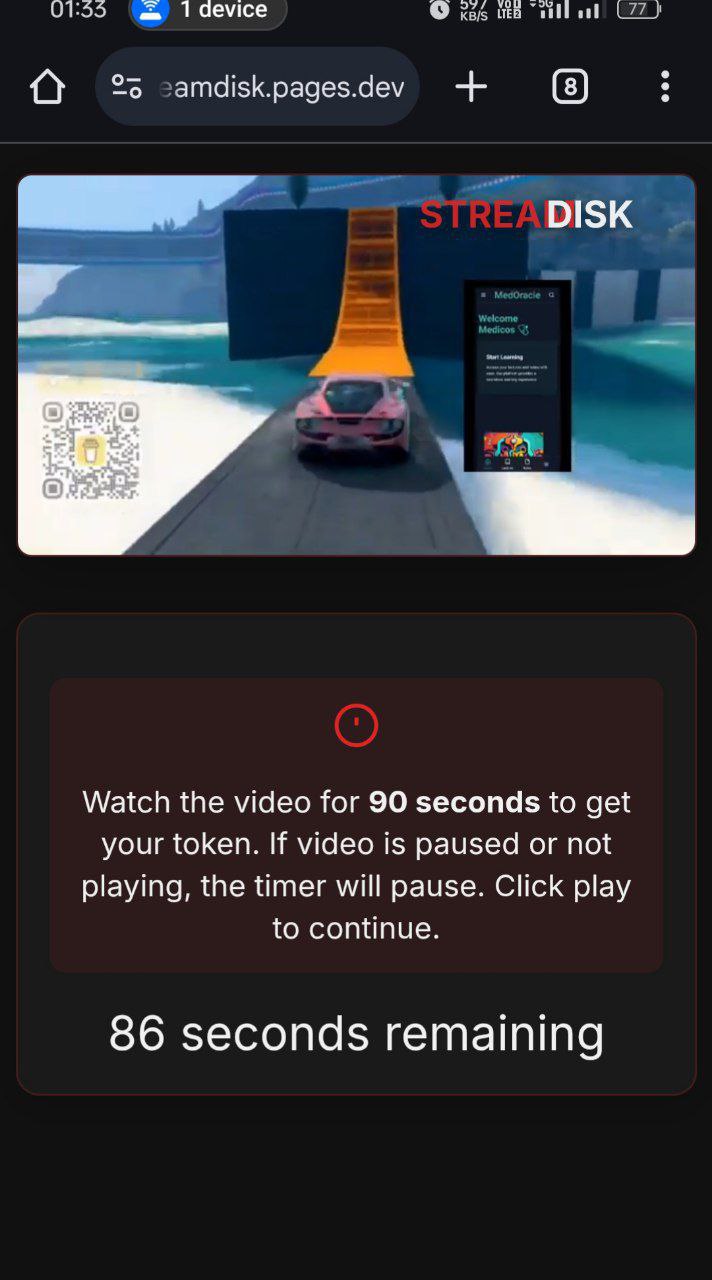 01:33
1 device
597
KB/S
VoD
LTE2
5G
77
eamdisk.pages.dev
8
STREAMDISK
MedOracle
Welcome
Medicos
Start Learning
Watch the video for 90 seconds to get
your token. If video is paused or not
playing, the timer will pause. Click play
to continue.
86 seconds remaining